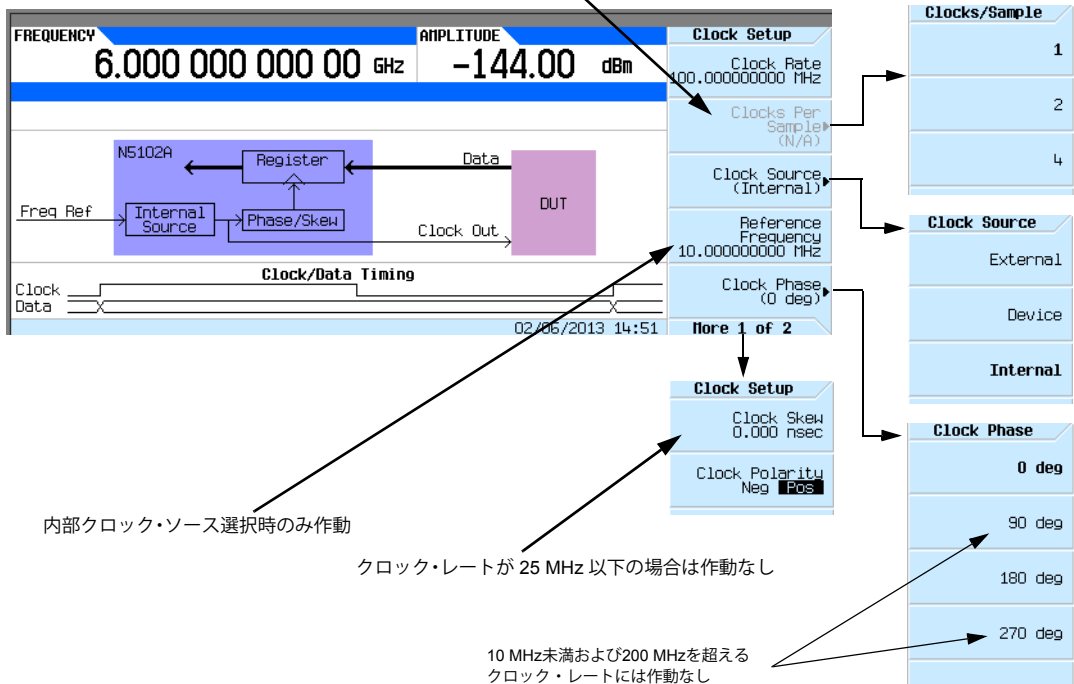 FREQUENCY
6.000 000 000 00 GHz
AMPLITUDE
-144.00 dBm
N5102A
Register
Data
DUT
Freq Ref
Internal
Source
Phase/Skew
Clock Out
Clock/Data Timing
Clock
Data
02/06/2013 14:51
Clock Setup
Clock Rate
100.000000000 MHz
Clocks Per
Sample
(N/A)
Clock Source
(Internal)
Reference
Frequency
10.000000000 MHz
Clock Phase
(0 deg)
More 1 of 2
Clocks/Sample
1
2
4
Clock Source
External
Device
Internal
Clock Setup
Clock Skew
0.000 nsec
Clock Polarity
Neg Pos
Clock Phase
0 deg
90 deg
180 deg
270 deg
内部クロック・ソース選択時のみ作動
クロック・レートが 25 MHz 以下の場合は作動なし
10 MHz未満および200 MHzを超える
クロック・レートには作動なし